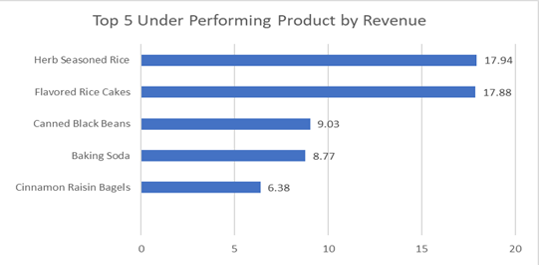 Top 5 Under Performing Product by Revenue
Herb Seasoned Rice 17.94
Flavored Rice Cakes 17.88
Canned Black Beans 9.03
Baking Soda 8.77
Cinnamon Raisin Bagels 6.38
0 5 10 15 20